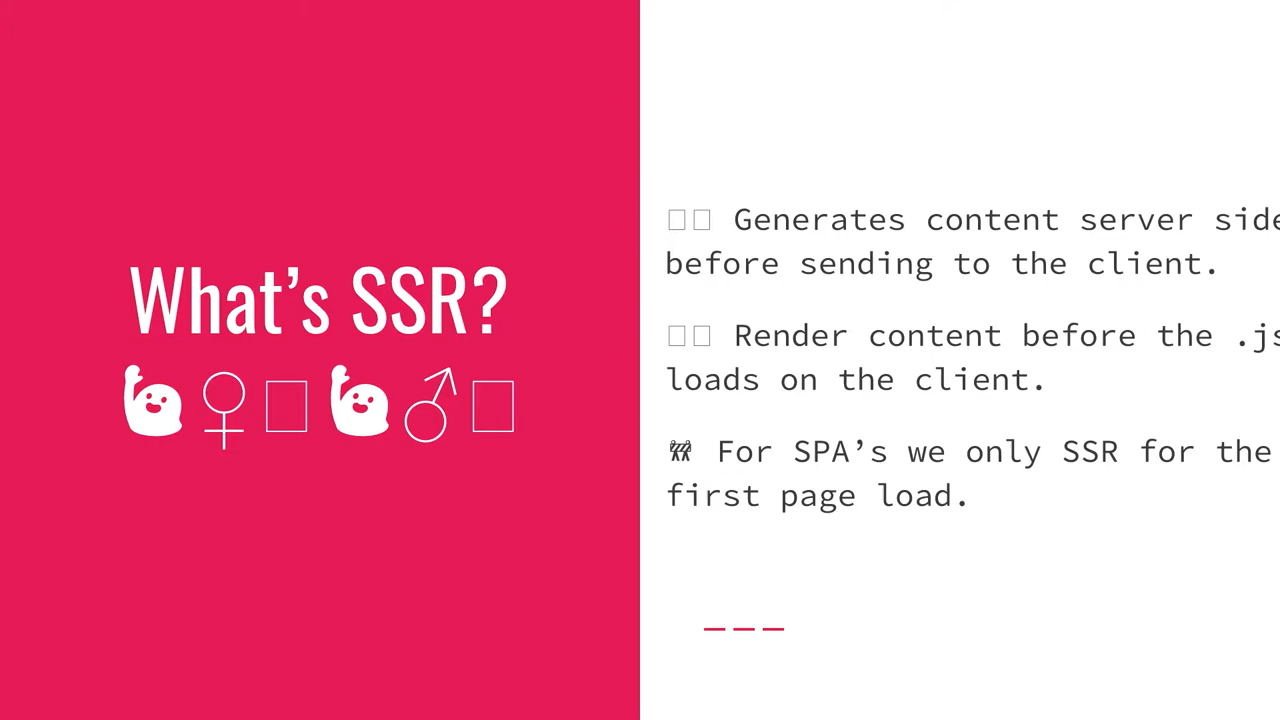 What’s SSR?
🙋♀□🙋♂□
□□ Generates content server side
before sending to the client.
□□ Render content before the .js
loads on the client.
🚧 For SPA’s we only SSR for the
first page load.